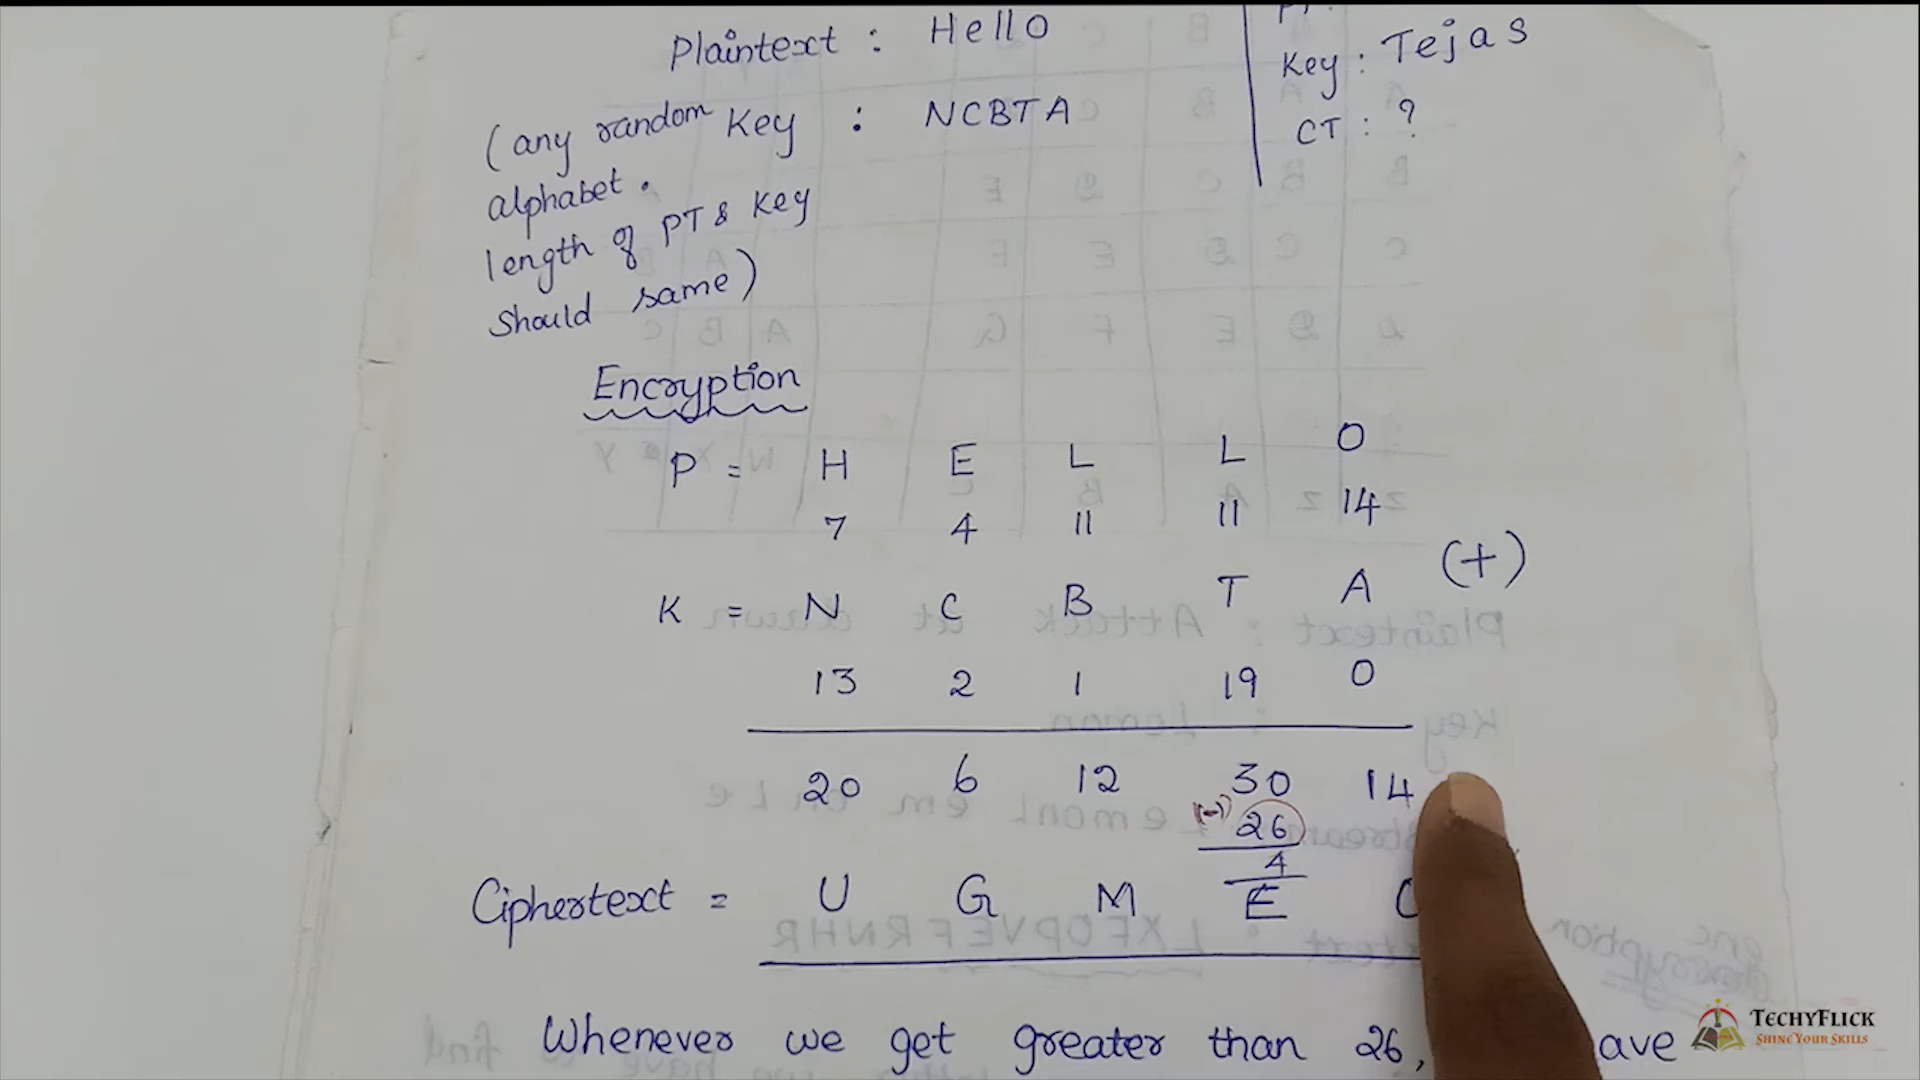 Plaintext : Hello
(any random Key : NCBTA
alphabet.
length of PT & Key
should same)
Key : Tejas
CT : ?
Encryption
P = H E L L O
7 4 11 11 14
(+)
K = N C B T A
13 2 1 19 0
20 6 12 30 14
(-) 26
4
Ciphertext = U G M E
Whenever we get greater than 26, ave
TECHYFLICK
SHINE YOUR SKILLS